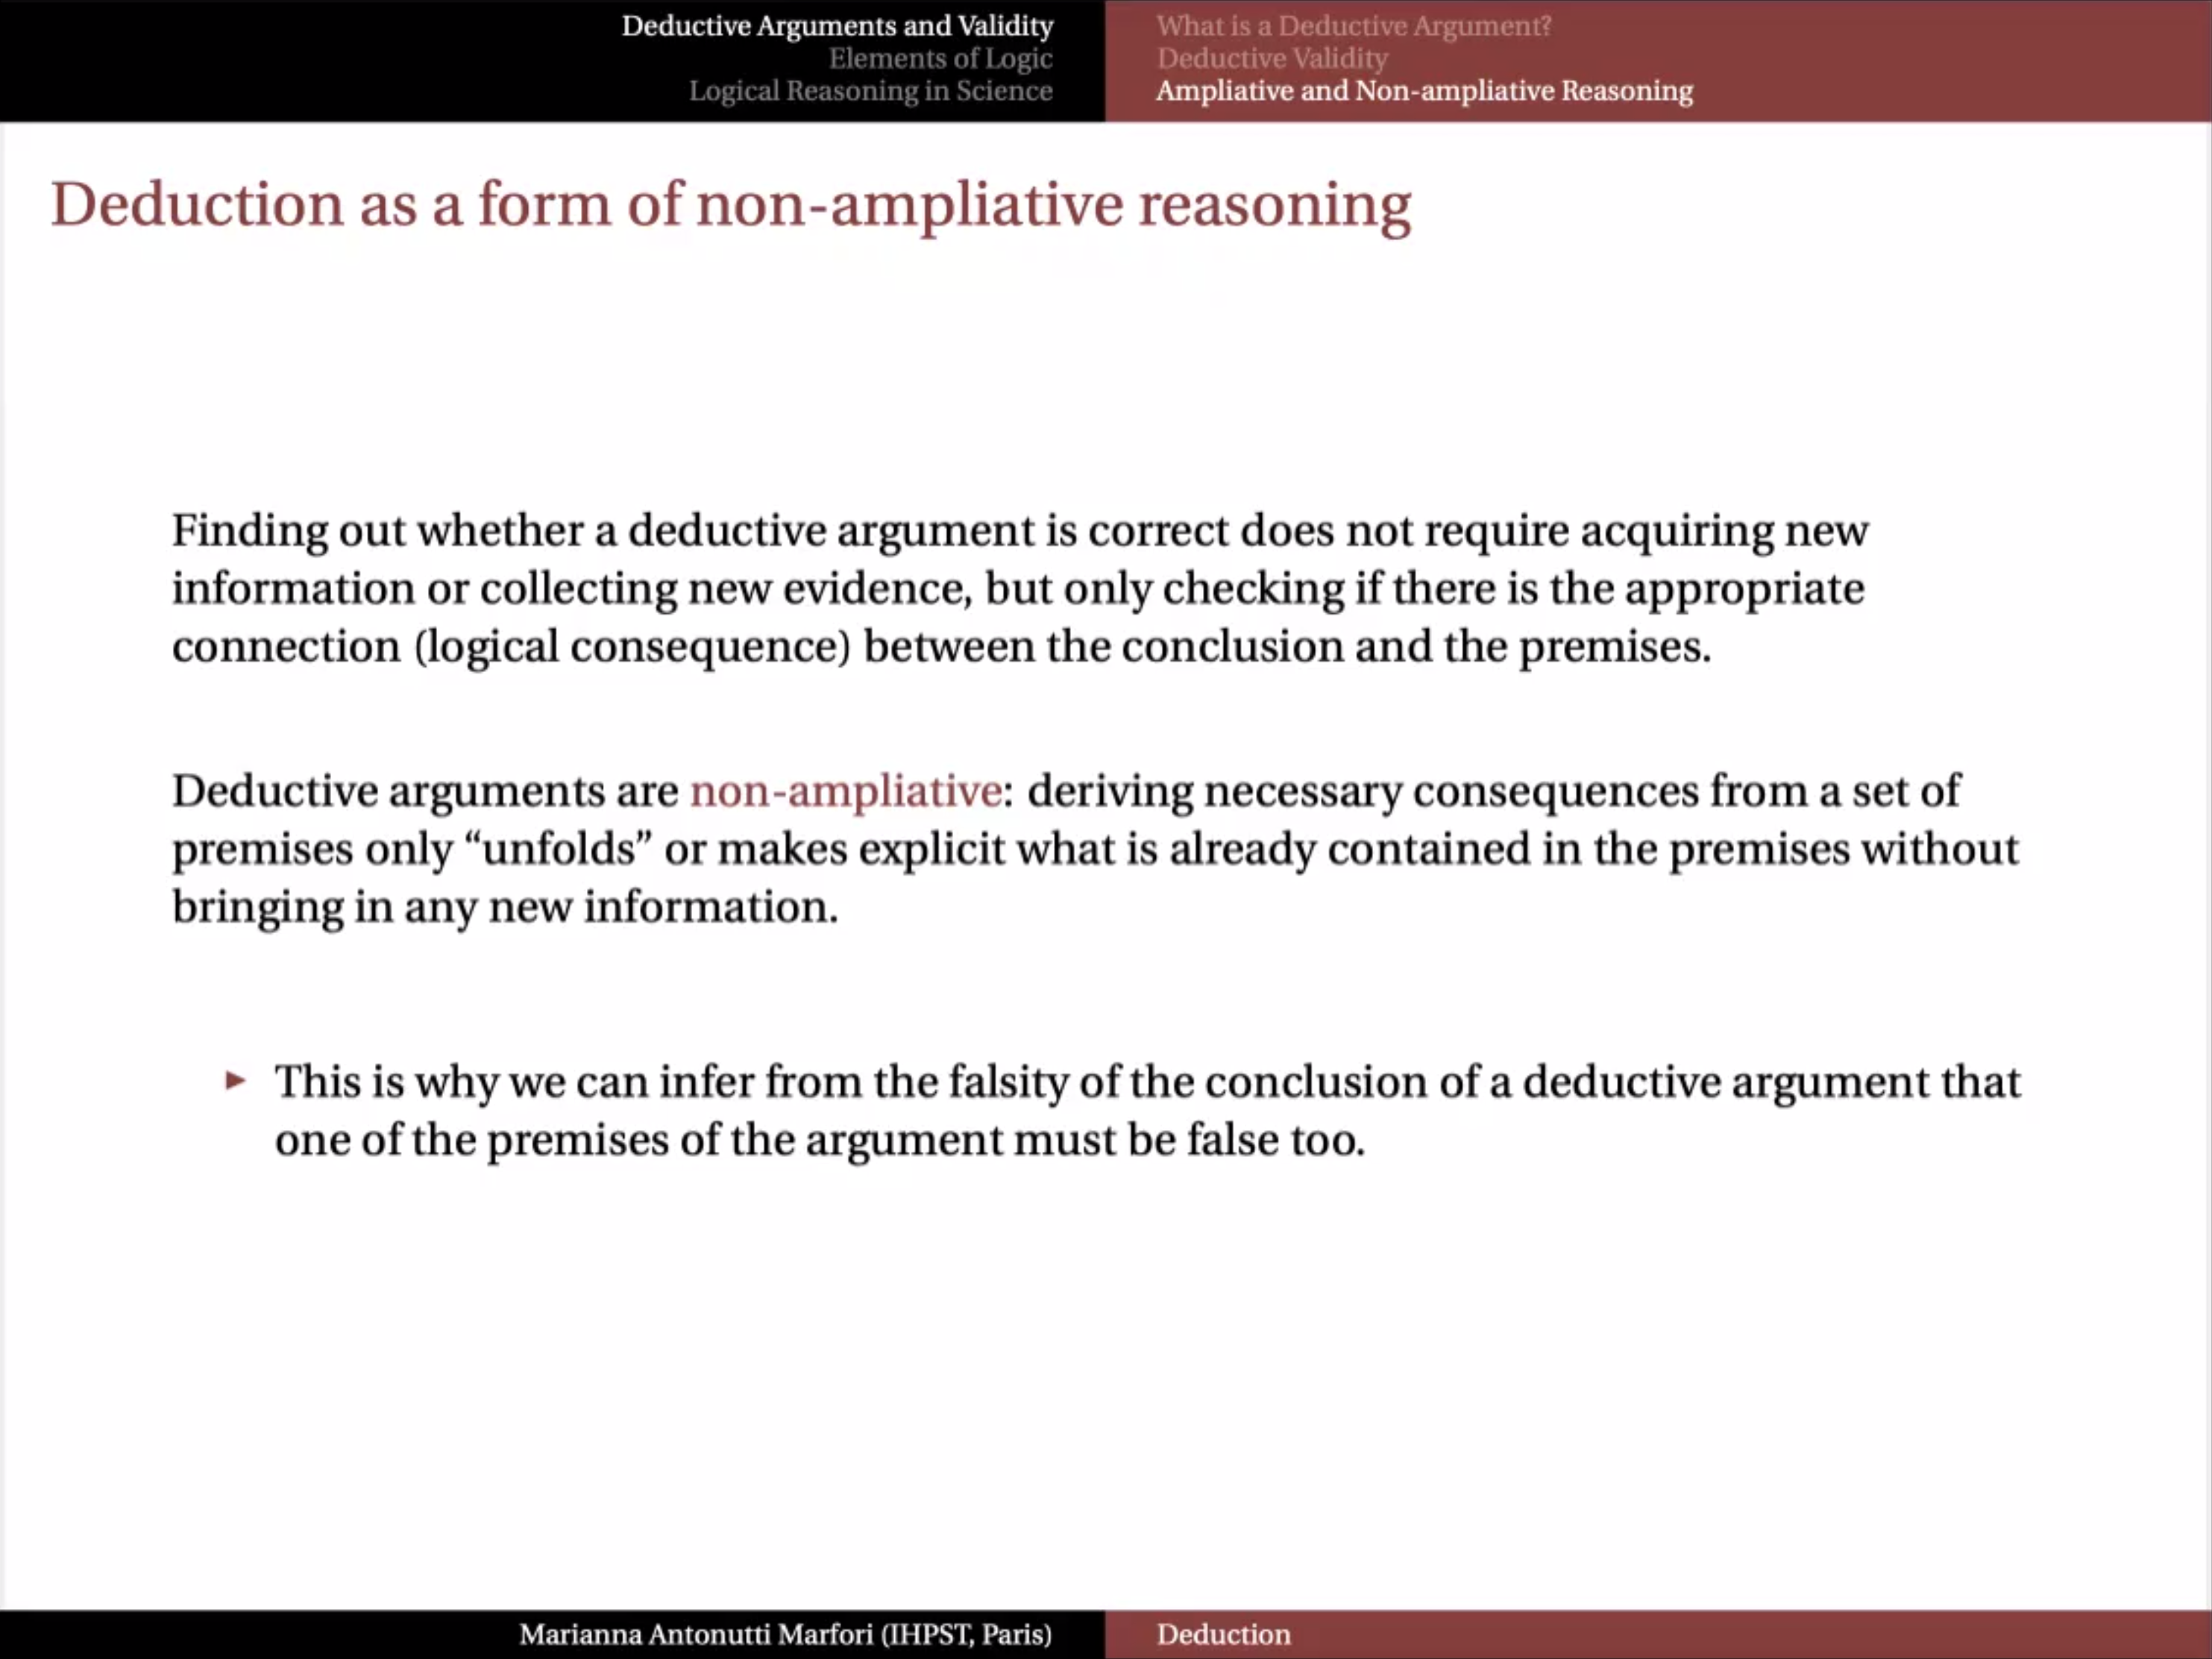 Deductive Arguments and Validity
Elements of Logic
Logical Reasoning in Science
What is a Deductive Argument?
Deductive Validity
Ampliative and Non-ampliative Reasoning
Deduction as a form of non-ampliative reasoning
Finding out whether a deductive argument is correct does not require acquiring new
information or collecting new evidence, but only checking if there is the appropriate
connection (logical consequence) between the conclusion and the premises.
Deductive arguments are non-ampliative: deriving necessary consequences from a set of
premises only “unfolds” or makes explicit what is already contained in the premises without
bringing in any new information.
▶ This is why we can infer from the falsity of the conclusion of a deductive argument that
one of the premises of the argument must be false too.
Marianna Antonutti Marfori (IHPST, Paris)
Deduction